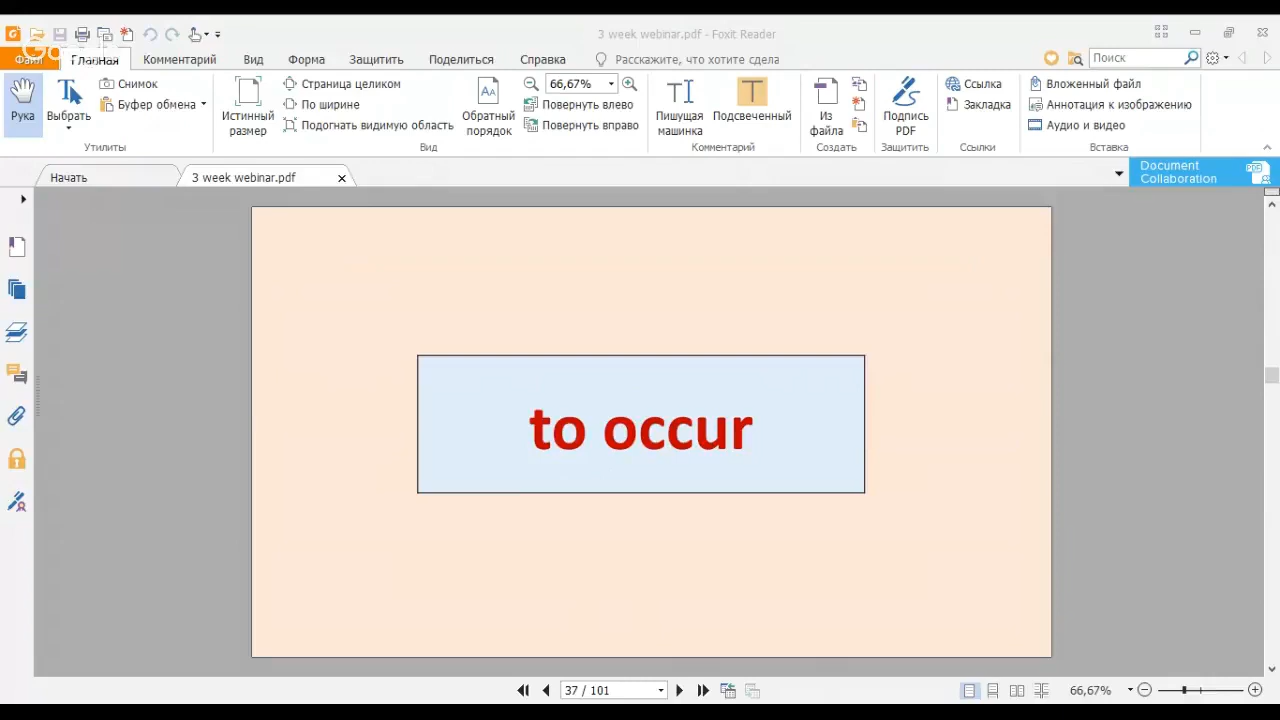 3 week webinar.pdf - Foxit Reader
Файл
Главная
Комментарий
Вид
Форма
Защитить
Поделиться
Справка
Расскажите, что хотите сдела
Поиск
Рука
Выбрать
Снимок
Буфер обмена
Утилиты
Истинный
размер
Страница целиком
По ширине
Подогнать видимую область
Обратный
порядок
66,67%
Повернуть влево
Повернуть вправо
Вид
Пишущая
машинка
Подсвеченный
Комментарий
Из
файла
Создать
Подпись
PDF
Защитить
Ссылка
Закладка
Ссылки
Вложенный файл
Аннотация к изображению
Аудио и видео
Вставка
Начать
3 week webinar.pdf
Document
Collaboration
to occur
37 / 101
66,67%